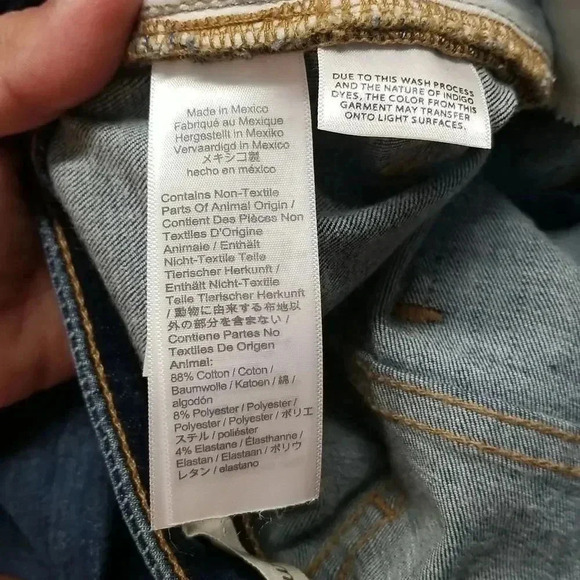 Made in Mexico
Fabriqué au Mexique
Hergestellt in Mexiko
Vervaardigd in Mexico
メキシコ製
hecho en méxico
Contains Non-Textile
Parts Of Animal Origin /
Contient Des Pièces Non
Textiles D'Origine
Animale / Enthält
Nicht-Textile Teile
Tierischer Herkunft /
Enthält Nicht-Textile
Teile Tierischer Herkunft
/ 動物に由来する布地以
外の部分を含まない /
Contiene Partes No
Textiles De Origen
Animal:
88% Cotton / Coton /
Baumwolle / Katoen / 綿 /
algodón
8% Polyester / Polyester /
Polyester / Polyester / ポリエ
ステル / poliéster
4% Elastane / Élasthanne /
Elastan / Elastaan / ポリウ
レタン / elastano
DUE TO THIS WASH PROCESS
AND THE NATURE OF INDIGO
DYES, THE COLOR FROM THIS
GARMENT MAY TRANSFER
ONTO LIGHT SURFACES.